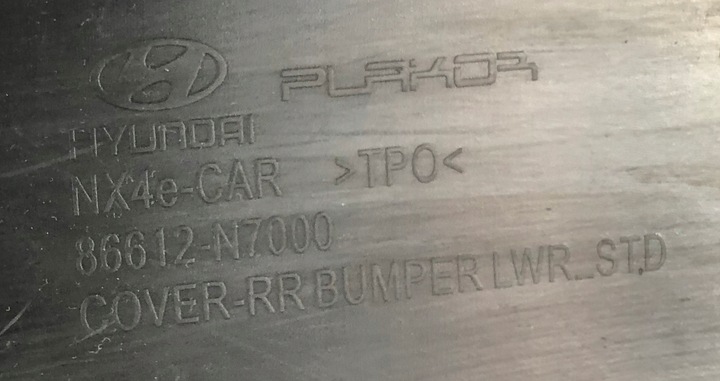 PLAKOR
HYUNDAI
NX4e-CAR >TPO<
86612-N7000
COVER-RR BUMPER LWR_STD